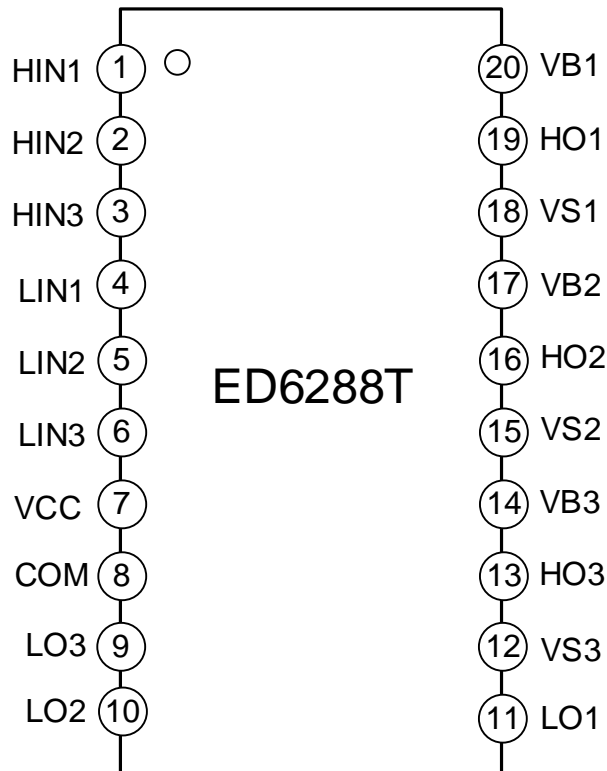 HIN1 1 20 VB1
HIN2 2 19 HO1
HIN3 3 18 VS1
LIN1 4 17 VB2
LIN2 5 16 HO2
ED6288T
LIN3 6 15 VS2
VCC 7 14 VB3
COM 8 13 HO3
LO3 9 12 VS3
LO2 10 11 LO1